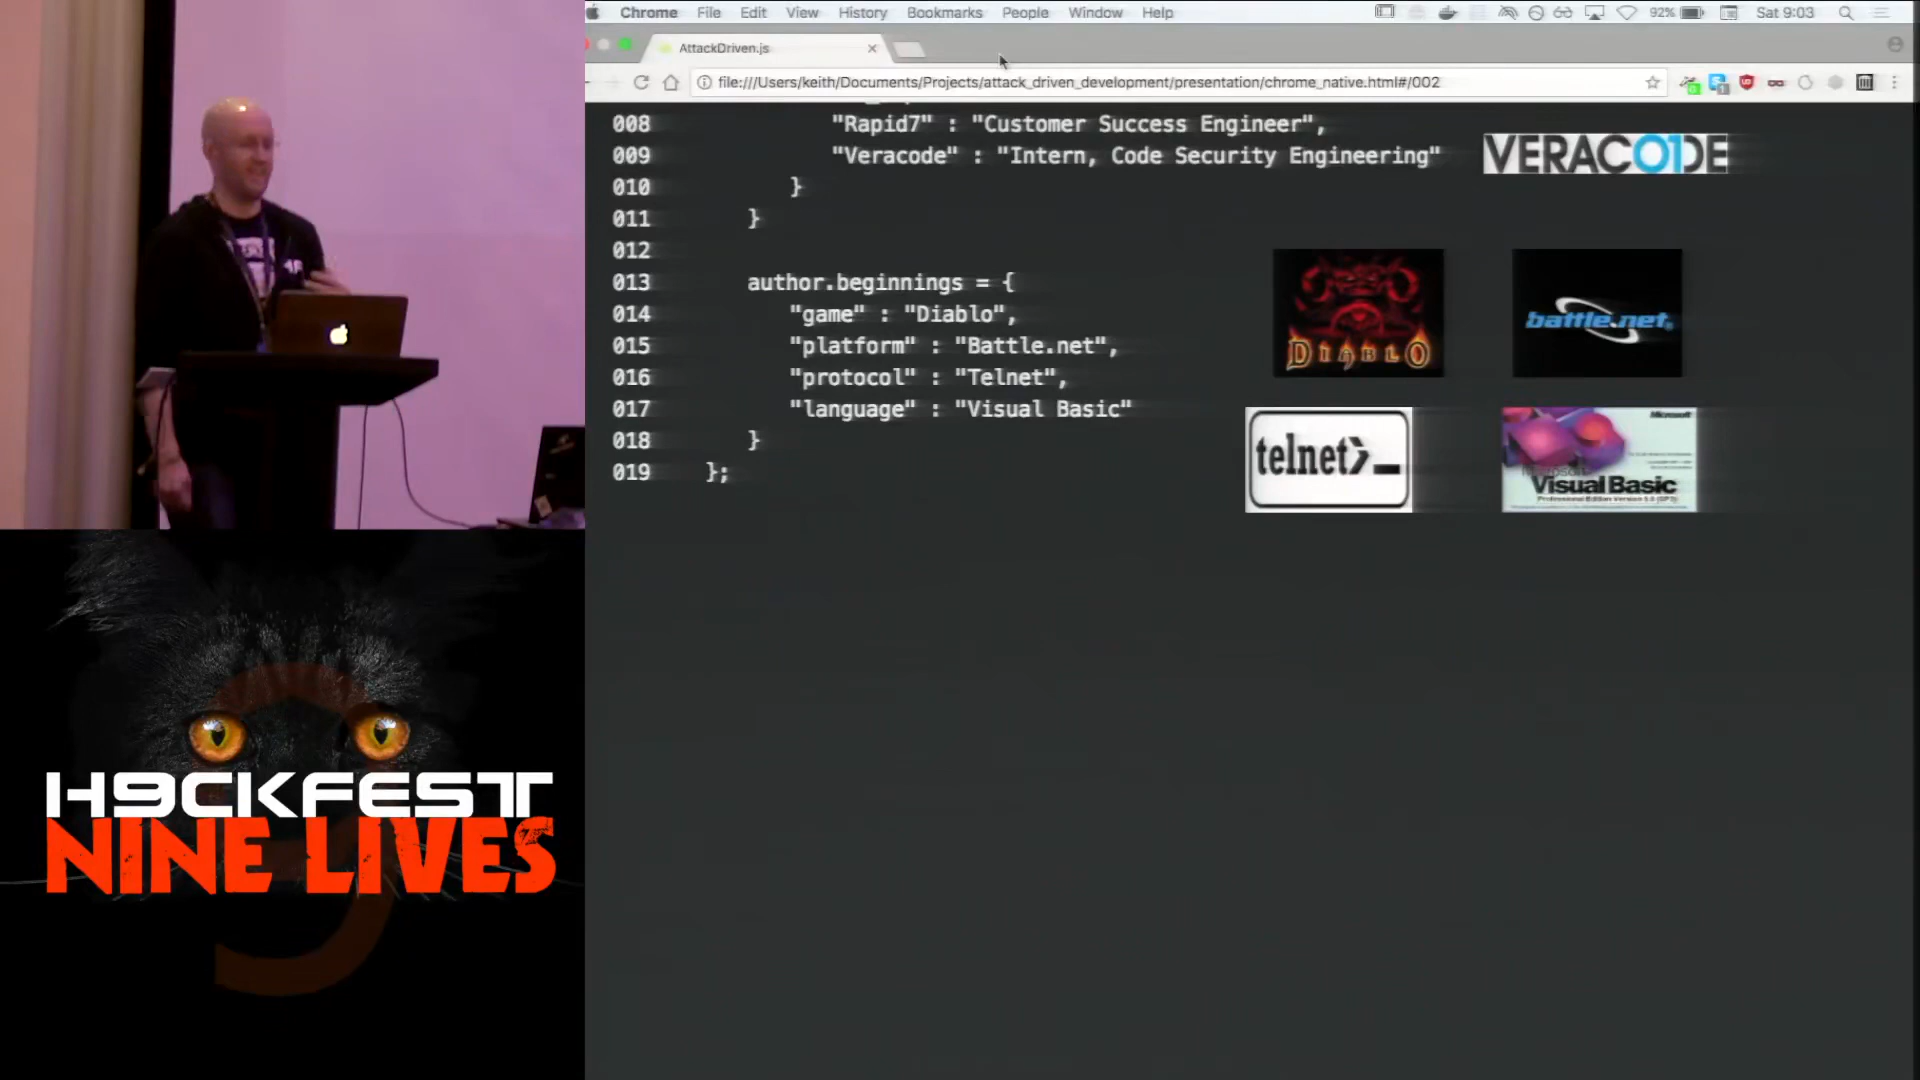 Chrome File Edit View History Bookmarks People Window Help 92% Sat 9:03
AttackDriven.js
file:///Users/keith/Documents/Projects/attack_driven_development/presentation/chrome_native.html#/002
008 "Rapid7" : "Customer Success Engineer",
009 "Veracode" : "Intern, Code Security Engineering"
VERACODE
010 }
011 }
012
013 author.beginnings = {
014 "game" : "Diablo",
015 "platform" : "Battle.net",
016 "protocol" : "Telnet",
017 "language" : "Visual Basic"
018 }
019 };
DIABLO
battle.net
telnet>_
Microsoft
Visual Basic
H9CKFEST
NINE LIVES